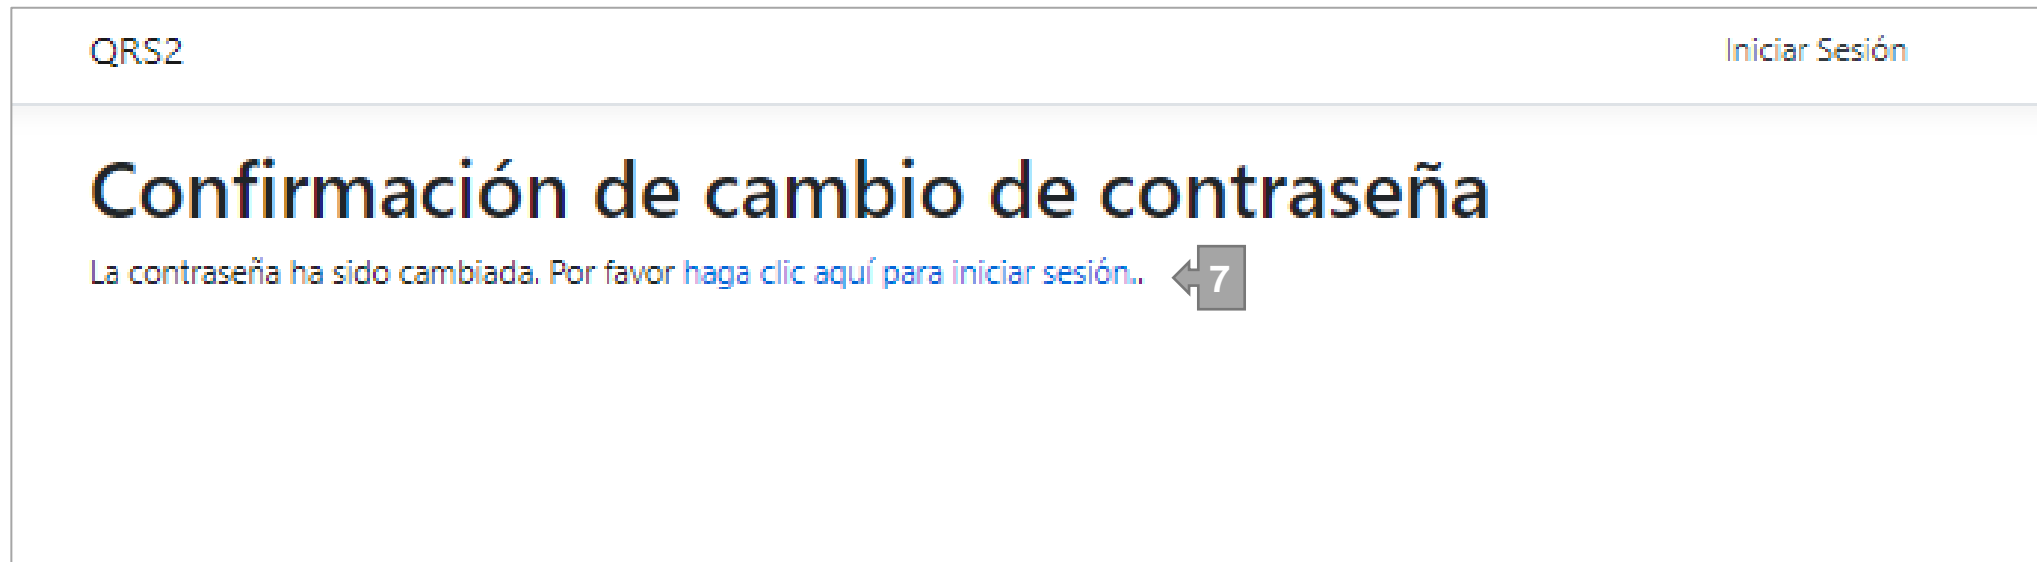 QRS2 Iniciar Sesión
Confirmación de cambio de contraseña
La contraseña ha sido cambiada. Por favor haga clic aquí para iniciar sesión.. 7